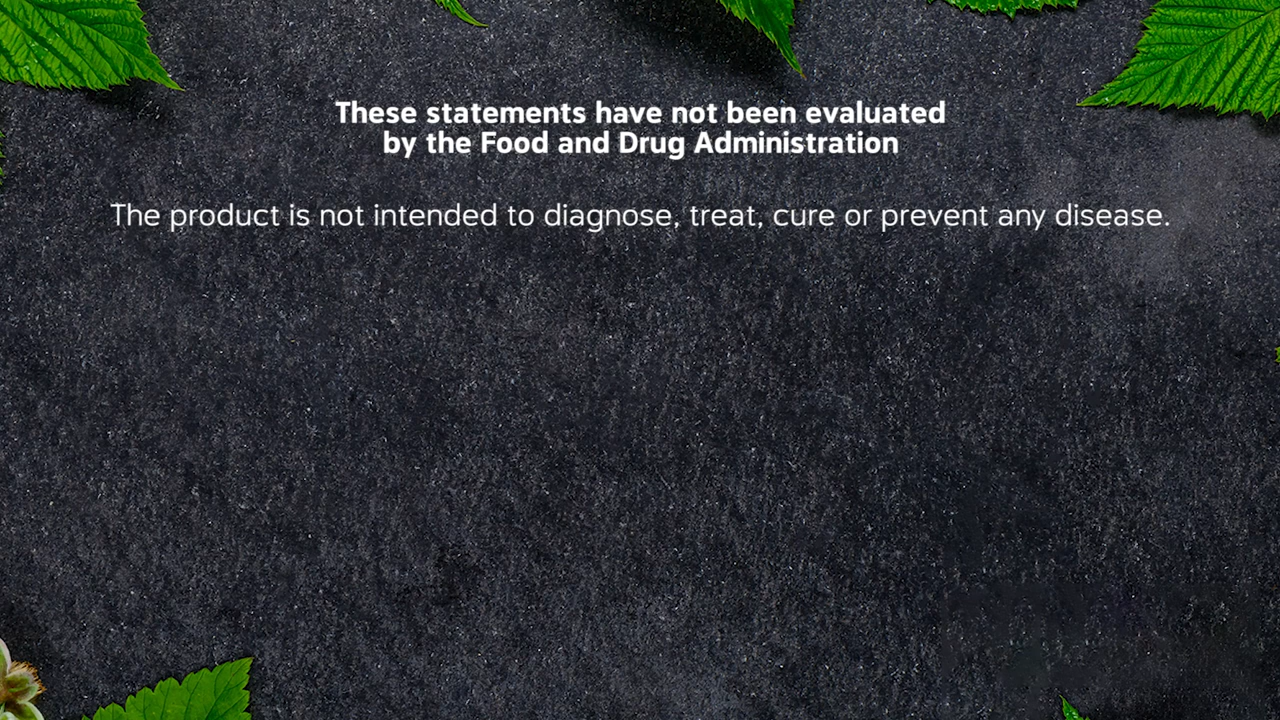 These statements have not been evaluated
by the Food and Drug Administration
The product is not intended to diagnose, treat, cure or prevent any disease.